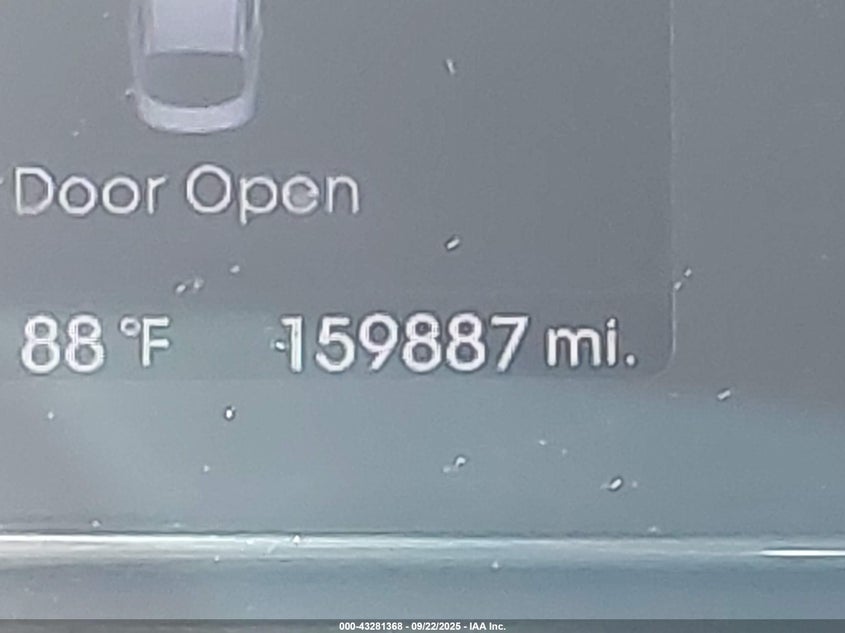 Door Open
88 °F 159887 mi.
000-43281368 - 09/22/2025 - IAA Inc.